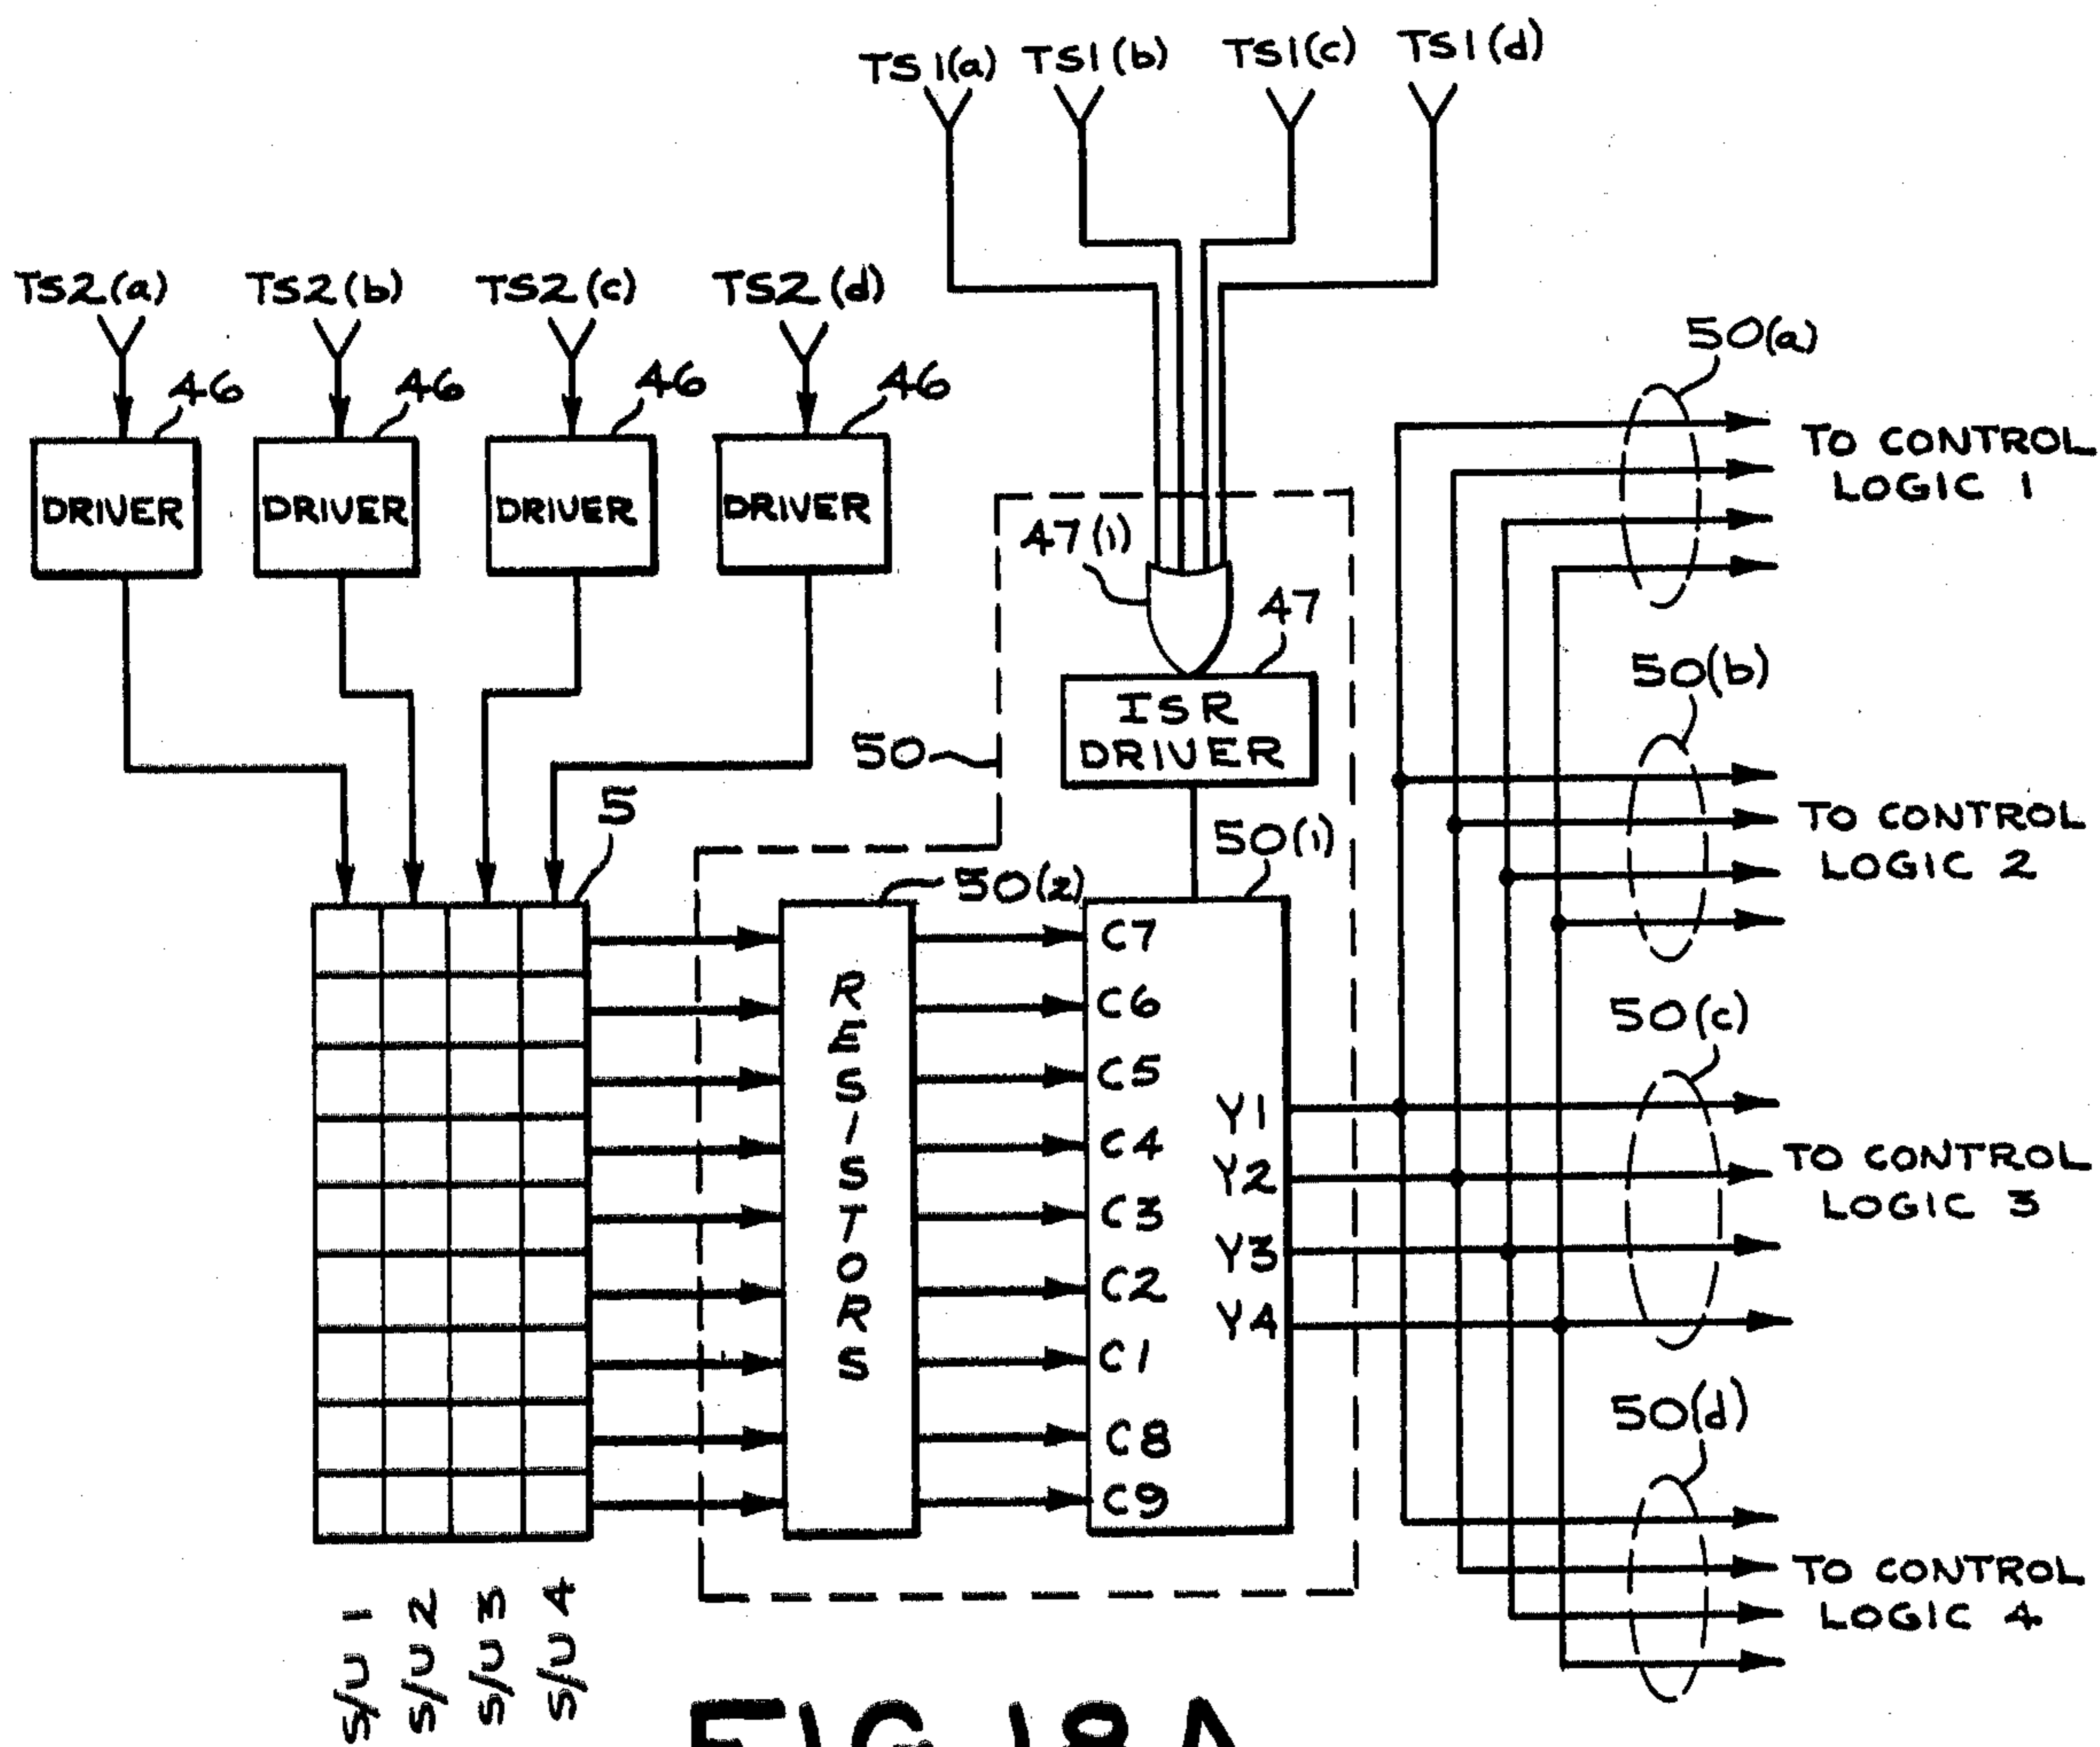 TS1(a) TS1(b) TS1(c) TS1(d)
TS2(a) TS2(b) TS2(c) TS2(d)
46 46 46 46
DRIVER DRIVER DRIVER DRIVER
47(1)
47
ISR
DRIVER
50
5
50(2)
50(1)
RESISTORS
C7
C6
C5
C4
C3
C2
C1
C8
C9
Y1
Y2
Y3
Y4
50(a)
TO CONTROL
LOGIC 1
50(b)
TO CONTROL
LOGIC 2
50(c)
TO CONTROL
LOGIC 3
50(d)
TO CONTROL
LOGIC 4
S/U 1
S/U 2
S/U 3
S/U 4
FIG. 18A